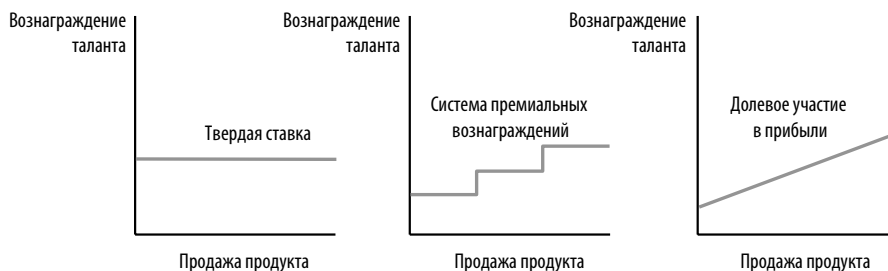 Вознаграждение
таланта
Твердая ставка
Продажа продукта
Вознаграждение
таланта
Система премиальных
вознаграждений
Продажа продукта
Вознаграждение
таланта
Долевое участие
в прибыли
Продажа продукта